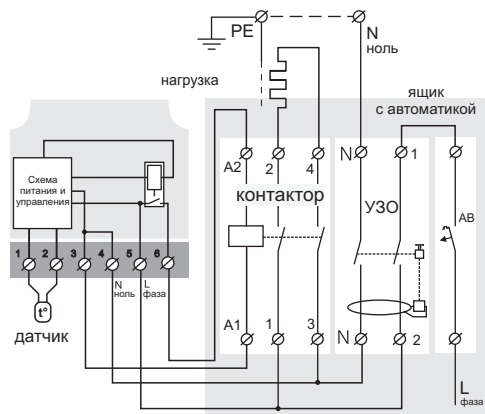 PE
N
ноль
нагрузка
ящик
с автоматикой
A2
2
4
N
1
Схема
питания и
управления
контактор
УЗО
АВ
1
2
3
4
5
6
N
ноль
L
фаза
t°
датчик
A1
1
3
N
2
L
фаза